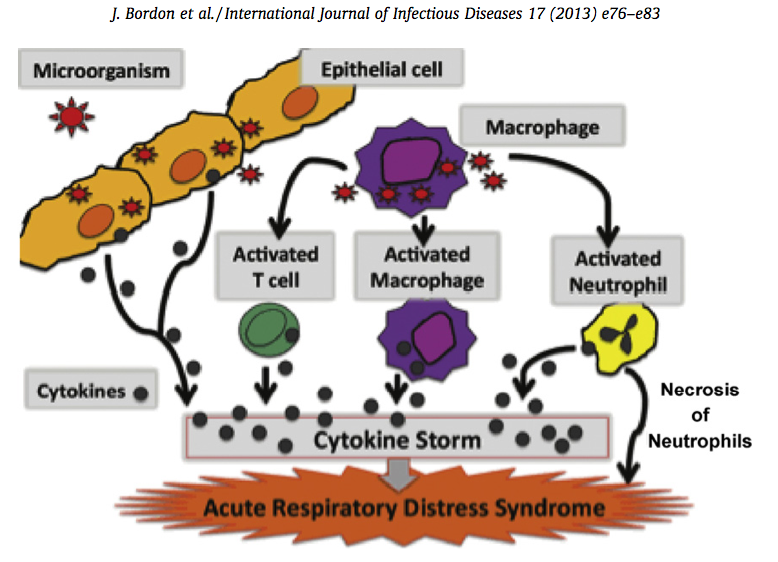 J. Bordon et al. / International Journal of Infectious Diseases 17 (2013) e76–e83
Microorganism
Epithelial cell
Macrophage
Activated
T cell
Activated
Macrophage
Activated
Neutrophil
Cytokines
Necrosis
of
Neutrophils
Cytokine Storm
Acute Respiratory Distress Syndrome